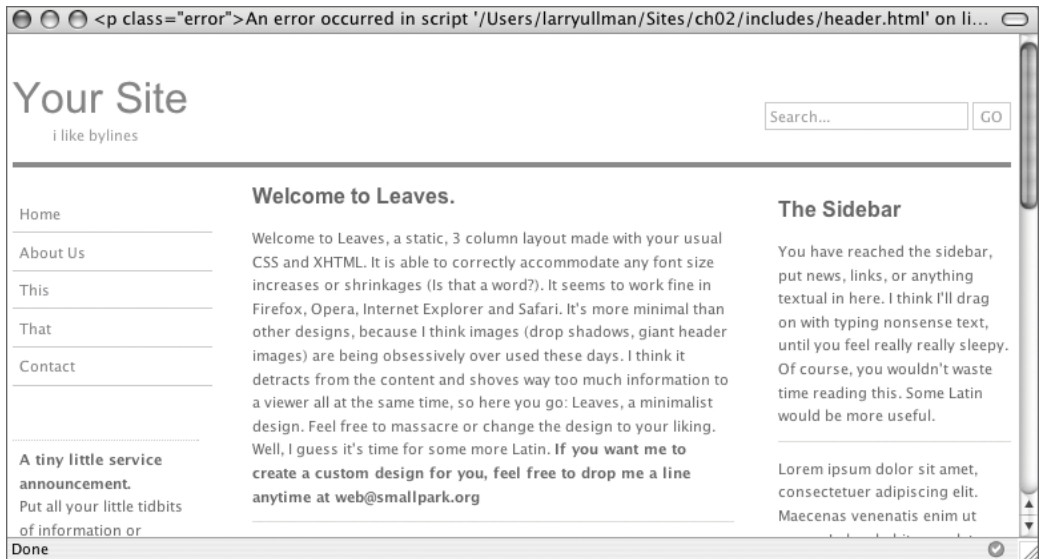 <p class="error">An error occurred in script '/Users/larryullman/Sites/ch02/includes/header.html' on li...
Your Site
i like bylines
Search...
GO
Home
About Us
This
That
Contact
A tiny little service
announcement.
Put all your little tidbits
of information or
Welcome to Leaves.
Welcome to Leaves, a static, 3 column layout made with your usual
CSS and XHTML. It is able to correctly accommodate any font size
increases or shrinkages (Is that a word?). It seems to work fine in
Firefox, Opera, Internet Explorer and Safari. It's more minimal than
other designs, because I think images (drop shadows, giant header
images) are being obsessively over used these days. I think it
detracts from the content and shoves way too much information to
a viewer all at the same time, so here you go: Leaves, a minimalist
design. Feel free to massacre or change the design to your liking.
Well, I guess it's time for some more Latin. If you want me to
create a custom design for you, feel free to drop me a line
anytime at web@smallpark.org
The Sidebar
You have reached the sidebar,
put news, links, or anything
textual in here. I think I'll drag
on with typing nonsense text,
until you feel really really sleepy.
Of course, you wouldn't waste
time reading this. Some Latin
would be more useful.
Lorem ipsum dolor sit amet,
consectetuer adipiscing elit.
Maecenas venenatis enim ut
Done